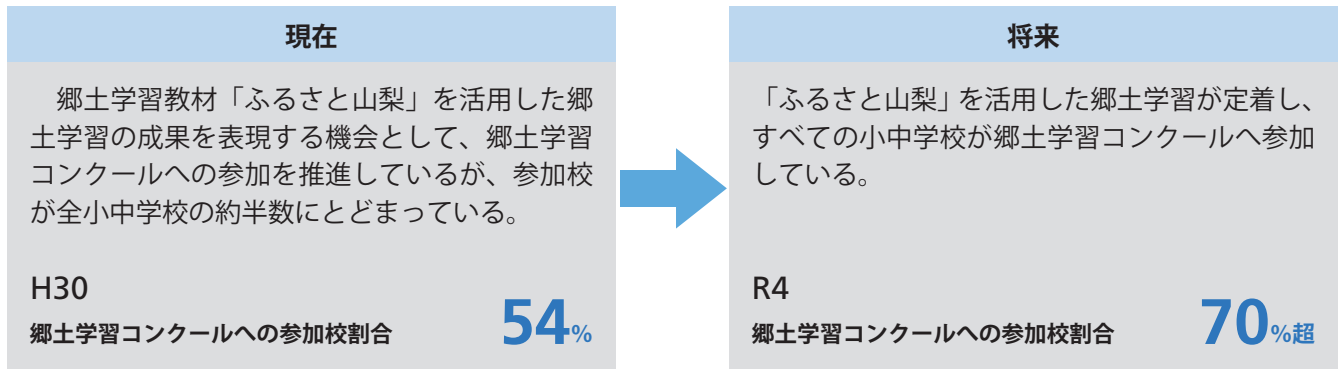 現在
郷土学習教材「ふるさと山梨」を活用した郷
土学習の成果を表現する機会として、郷土学習
コンクールへの参加を推進しているが、参加校
が全小中学校の約半数にとどまっている。
H30
郷土学習コンクールへの参加校割合 54%
将来
「ふるさと山梨」を活用した郷土学習が定着し、
すべての小中学校が郷土学習コンクールへ参加
している。
R4
郷土学習コンクールへの参加校割合 70%超